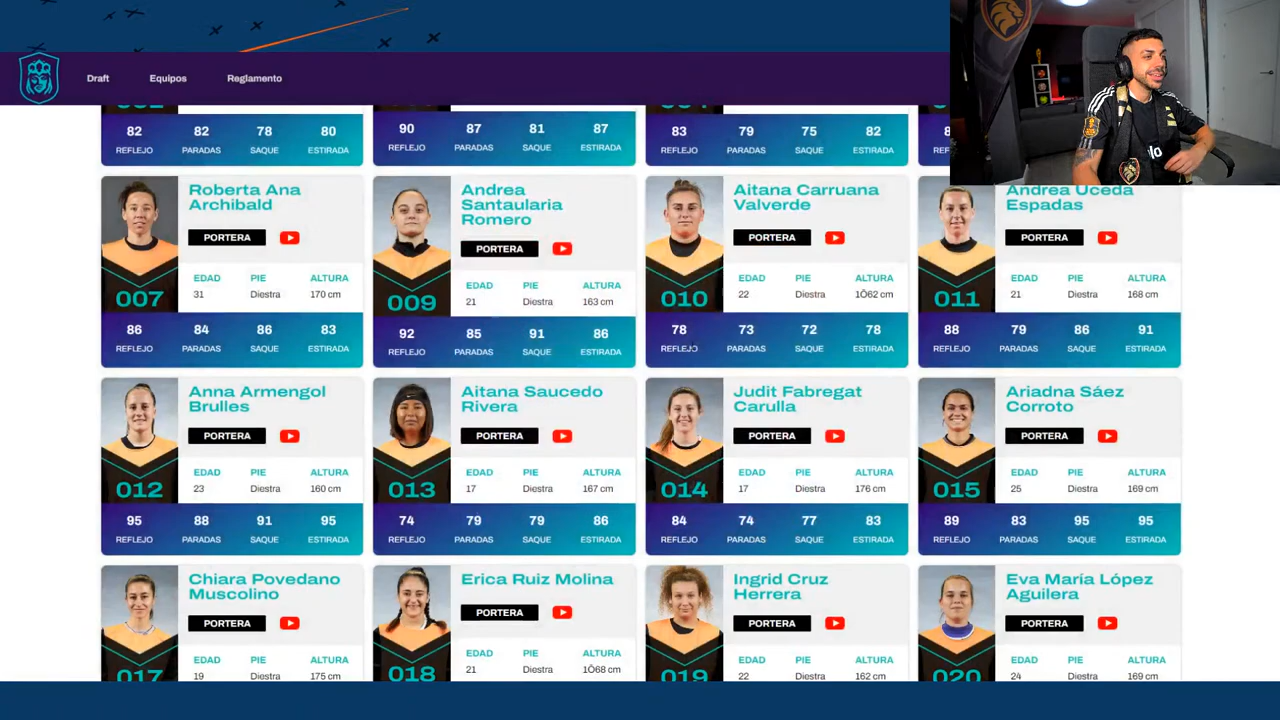 Draft Equipos Reglamento
82 82 78 80
REFLEJO PARADAS SAQUE ESTIRADA
90 87 81 87
REFLEJO PARADAS SAQUE ESTIRADA
83 79 75 82
REFLEJO PARADAS SAQUE ESTIRADA
Roberta Ana
Archibald
PORTERA
EDAD PIE ALTURA
31 Diestra 170 cm
007
86 84 86 83
REFLEJO PARADAS SAQUE ESTIRADA
Andrea
Santaularia
Romero
PORTERA
EDAD PIE ALTURA
21 Diestra 163 cm
009
92 85 91 86
REFLEJO PARADAS SAQUE ESTIRADA
Aitana Carruana
Valverde
PORTERA
EDAD PIE ALTURA
22 Diestra 1Ö62 cm
010
78 73 72 78
REFLEJO PARADAS SAQUE ESTIRADA
Andrea Uceda
Espadas
PORTERA
EDAD PIE ALTURA
21 Diestra 168 cm
011
88 79 86 91
REFLEJO PARADAS SAQUE ESTIRADA
Anna Armengol
Brulles
PORTERA
EDAD PIE ALTURA
23 Diestra 160 cm
012
95 88 91 95
REFLEJO PARADAS SAQUE ESTIRADA
Aitana Saucedo
Rivera
PORTERA
EDAD PIE ALTURA
17 Diestra 167 cm
013
74 79 79 86
REFLEJO PARADAS SAQUE ESTIRADA
Judit Fabregat
Carulla
PORTERA
EDAD PIE ALTURA
17 Diestra 176 cm
014
84 74 77 83
REFLEJO PARADAS SAQUE ESTIRADA
Ariadna Sáez
Corroto
PORTERA
EDAD PIE ALTURA
25 Diestra 169 cm
015
89 83 95 95
REFLEJO PARADAS SAQUE ESTIRADA
Chiara Povedano
Muscolino
PORTERA
EDAD PIE ALTURA
19 Diestra 175 cm
017
Erica Ruiz Molina
PORTERA
EDAD PIE ALTURA
21 Diestra 1Ö68 cm
018
Ingrid Cruz
Herrera
PORTERA
EDAD PIE ALTURA
22 Diestra 162 cm
019
Eva María López
Aguilera
PORTERA
EDAD PIE ALTURA
24 Diestra 169 cm
020